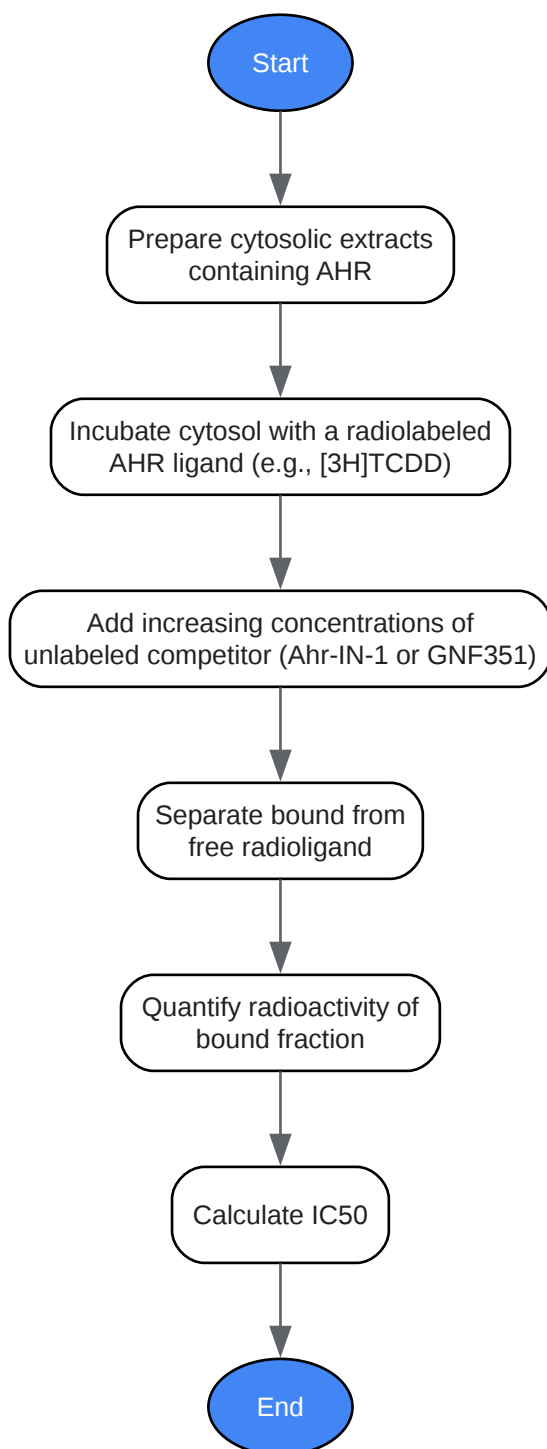 Start
Prepare cytosolic extracts
containing AHR
Incubate cytosol with a radiolabeled
AHR ligand (e.g., [3H]TCDD)
Add increasing concentrations of
unlabeled competitor (Ahr-IN-1 or GNF351)
Separate bound from
free radioligand
Quantify radioactivity of
bound fraction
Calculate IC50
End